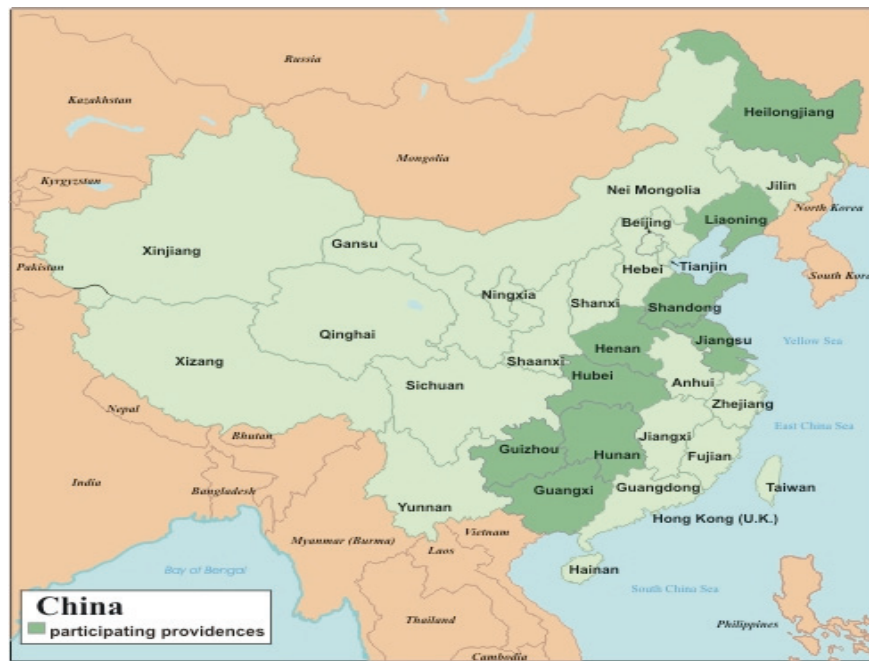 Russia
Kazakhstan
Mongolia
Kyrgyzstan
Pakistan
Nepal
Bhutan
India
Bangladesh
Myanmar (Burma)
Laos
Vietnam
Thailand
Cambodia
Philippines
North Korea
South Kore
Heilongjiang
Jilin
Nei Mongolia
Liaoning
Beijing
Tianjin
Hebei
Xinjiang
Gansu
Ningxia
Shanxi
Shandong
Qinghai
Xizang
Shaanxi
Henan
Jiangsu
Hubei
Anhui
Sichuan
Zhejiang
Guizhou
Hunan
Jiangxi
Fujian
Yunnan
Guangxi
Guangdong
Taiwan
Hong Kong (U.K.)
Hainan
Yellow Sea
East China Sea
South China Sea
Bay of Bengal
China
participating providences